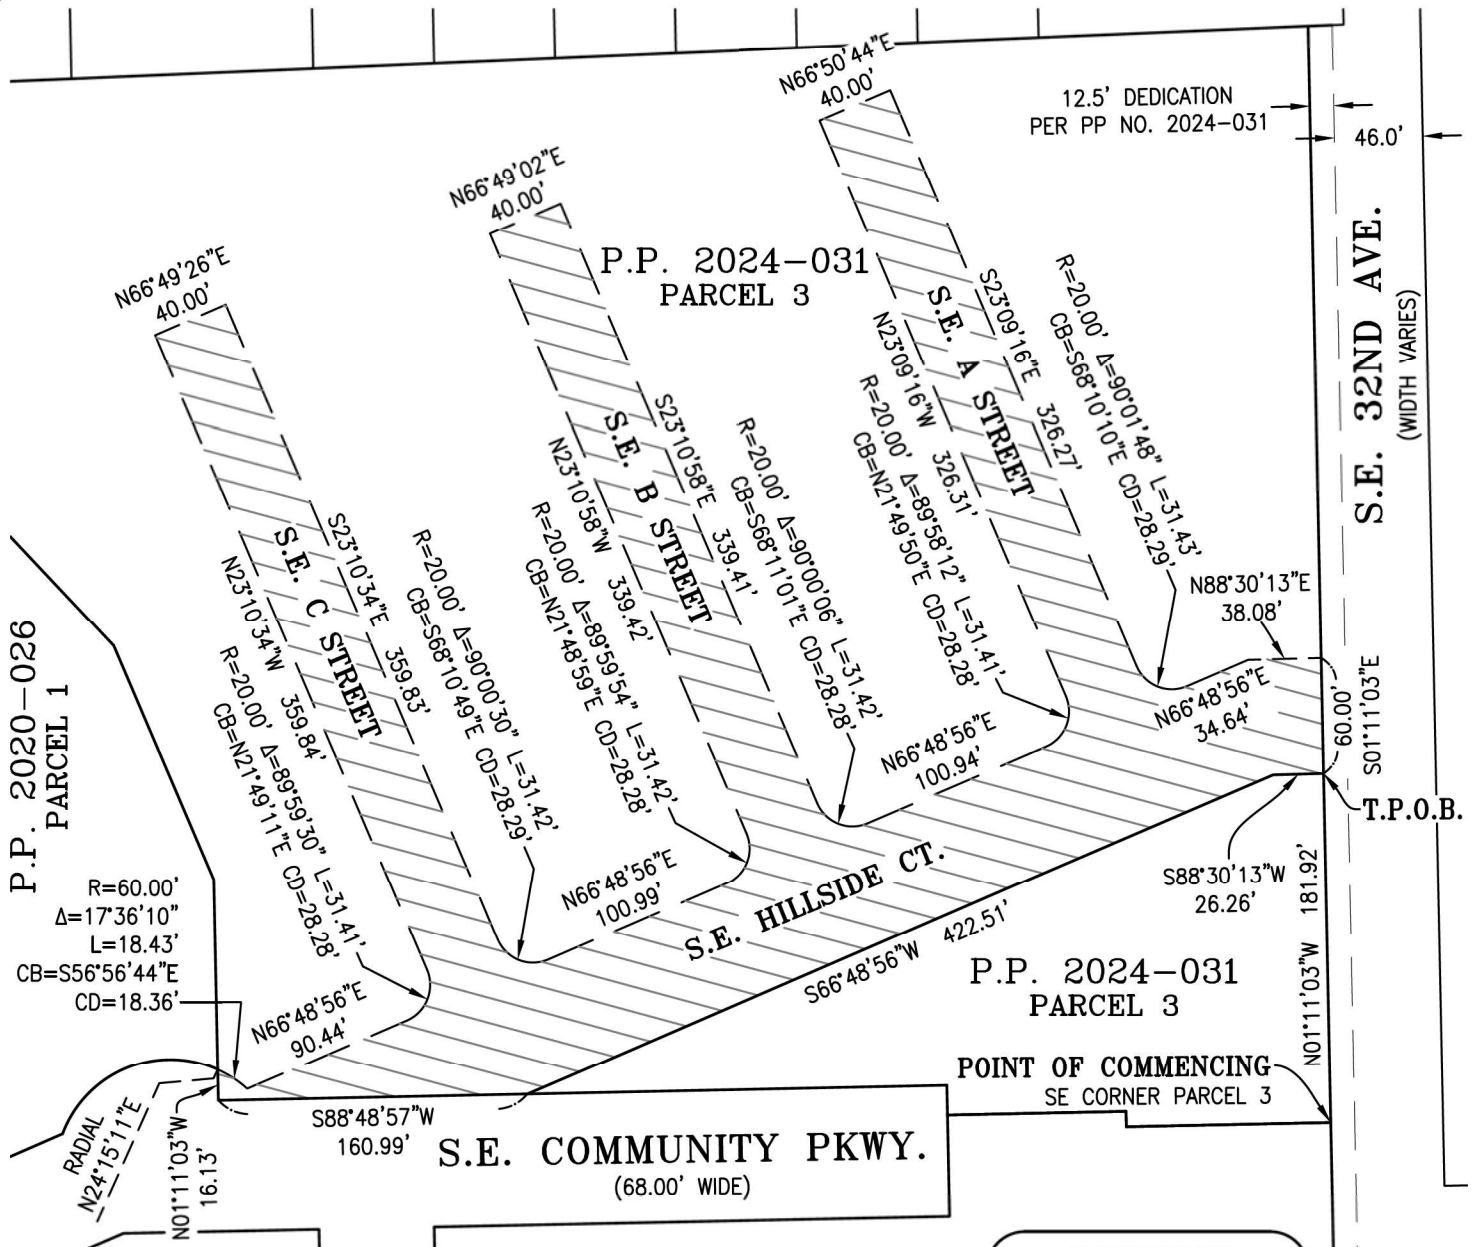 N66°50'44"E
40.00'
12.5' DEDICATION
PER PP NO. 2024-031
46.0'
N66°49'02"E
40.00'
P.P. 2024-031
PARCEL 3
N66°49'26"E
40.00'
S.E. 32ND AVE.
(WIDTH VARIES)
R=20.00' Δ=90°01'48" L=31.43'
CB=S68°10'10"E CD=28.29'
S23°09'16"E 326.27'
S.E. A STREET
N23°09'16"W 326.31'
R=20.00' Δ=89°58'12" L=31.41'
CB=N21°49'50"E CD=28.28'
R=20.00' Δ=90°00'06" L=31.42'
CB=S68°11'01"E CD=28.28'
S23°10'58"E 339.41'
S.E. B STREET
N23°10'58"W 339.42'
R=20.00' Δ=89°59'54" L=31.42'
CB=N21°48'59"E CD=28.28'
R=20.00' Δ=90°00'30" L=31.42'
CB=S68°10'49"E CD=28.29'
S23°10'34"E 359.83'
S.E. C STREET
N23°10'34"W 359.84'
R=20.00' Δ=89°59'30" L=31.41'
CB=N21°49'11"E CD=28.28'
N88°30'13"E
38.08'
N66°48'56"E
34.64'
60.00'
S01°11'03"E
T.P.O.B.
N66°48'56"E
100.94'
N66°48'56"E
100.99'
S.E. HILLSIDE CT.
S66°48'56"W 422.51'
S88°30'13"W
26.26'
N01°11'03"W 181.92'
P.P. 2020-026
PARCEL 1
R=60.00'
Δ=17°36'10"
L=18.43'
CB=S56°56'44"E
CD=18.36'
N66°48'56"E
90.44'
P.P. 2024-031
PARCEL 3
POINT OF COMMENCING
SE CORNER PARCEL 3
RADIAL
N24°15'11"E
N01°11'03"W
16.13'
S88°48'57"W
160.99'
S.E. COMMUNITY PKWY.
(68.00' WIDE)